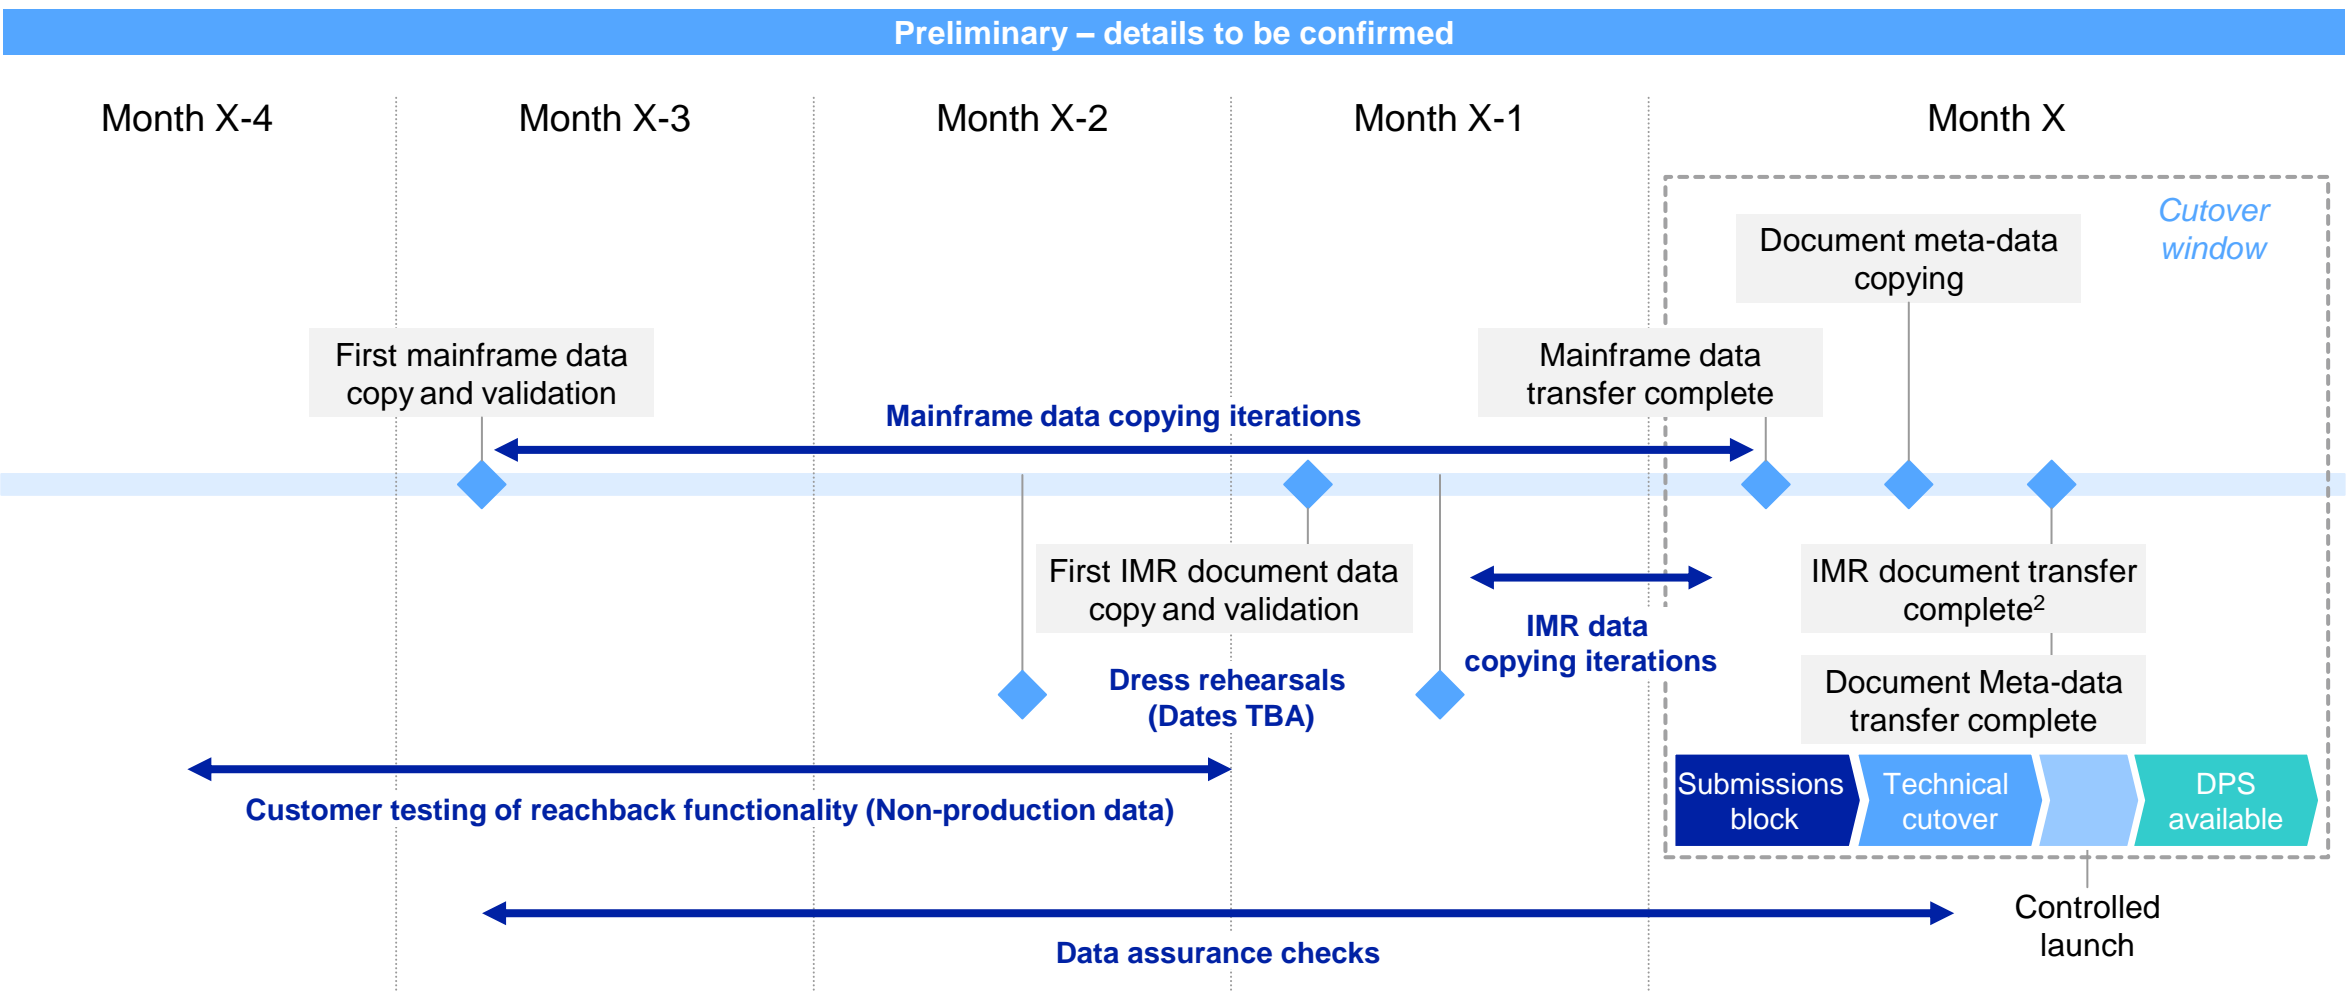 Preliminary – details to be confirmed
Month X-4
Month X-3
Month X-2
Month X-1
Month X
Cutover
window
Document meta-data
copying
First mainframe data
copy and validation
Mainframe data
transfer complete
Mainframe data copying iterations
First IMR document data
copy and validation
IMR document transfer
complete²
IMR data
copying iterations
Dress rehearsals
(Dates TBA)
Document Meta-data
transfer complete
Customer testing of reachback functionality (Non-production data)
Submissions
block
Technical
cutover
DPS
available
Controlled
launch
Data assurance checks